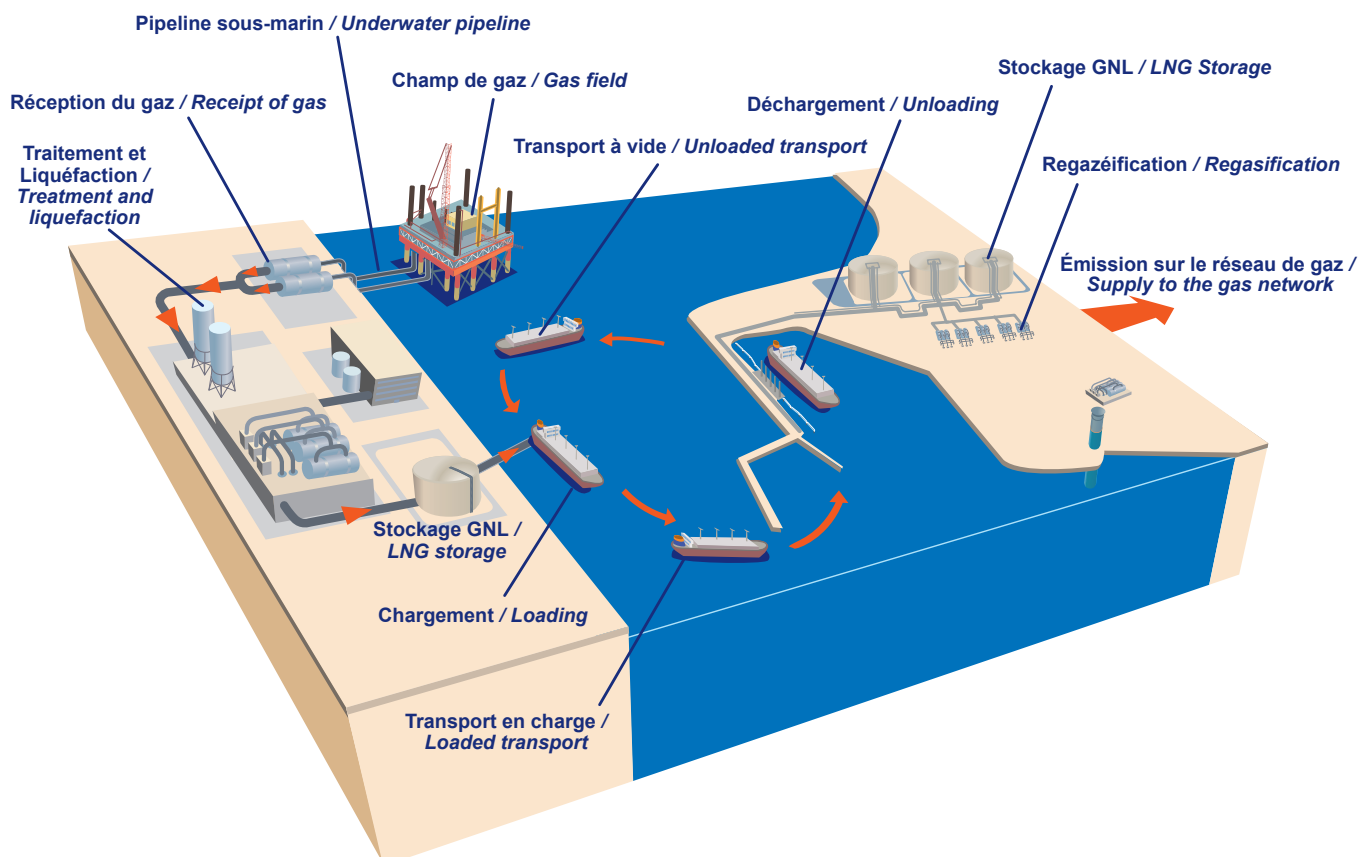 Pipeline sous-marin / Underwater pipeline
Champ de gaz / Gas field
Réception du gaz / Receipt of gas
Traitement et
Liquéfaction /
Treatment and
liquefaction
Transport à vide / Unloaded transport
Déchargement / Unloading
Stockage GNL / LNG Storage
Regazéification / Regasification
Émission sur le réseau de gaz /
Supply to the gas network
Stockage GNL /
LNG storage
Chargement / Loading
Transport en charge /
Loaded transport